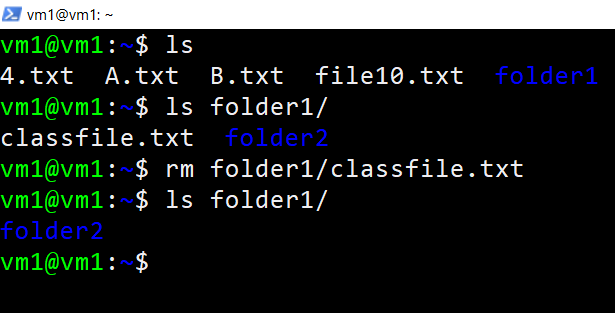 vm1@vm1: ~
vm1@vm1:~$ ls
4.txt  A.txt  B.txt  file10.txt  folder1
vm1@vm1:~$ ls folder1/
classfile.txt  folder2
vm1@vm1:~$ rm folder1/classfile.txt
vm1@vm1:~$ ls folder1/
folder2
vm1@vm1:~$